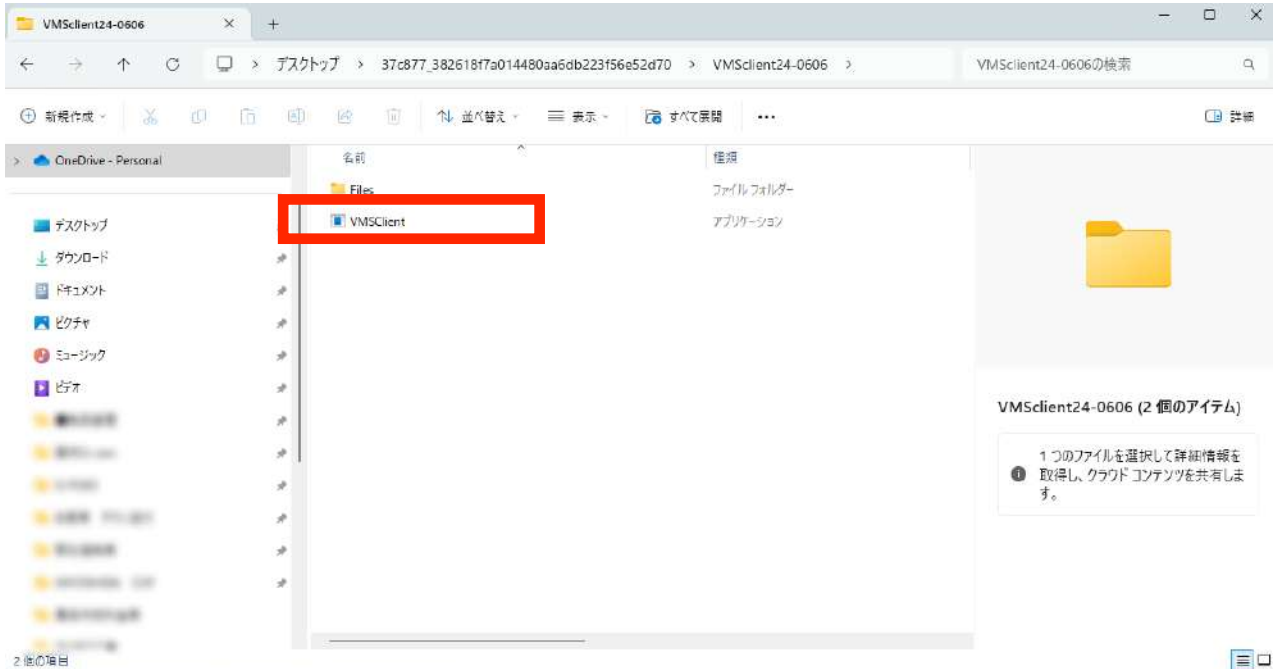 VMSclient24-0606
デスクトップ > 37c877_382618f7a014480aa6db223f56e52d70 > VMSclient24-0606 >
VMSclient24-0606の検索
新規作成
並べ替え
表示
すべて展開
詳細
OneDrive - Personal
名前
種類
Files
ファイル フォルダー
VMSClient
アプリケーション
デスクトップ
ダウンロード
ドキュメント
ピクチャ
ミュージック
ビデオ
VMSclient24-0606 (2 個のアイテム)
1 つのファイルを選択して詳細情報を
取得し、クラウド コンテンツを共有しま
す。
2 個の項目